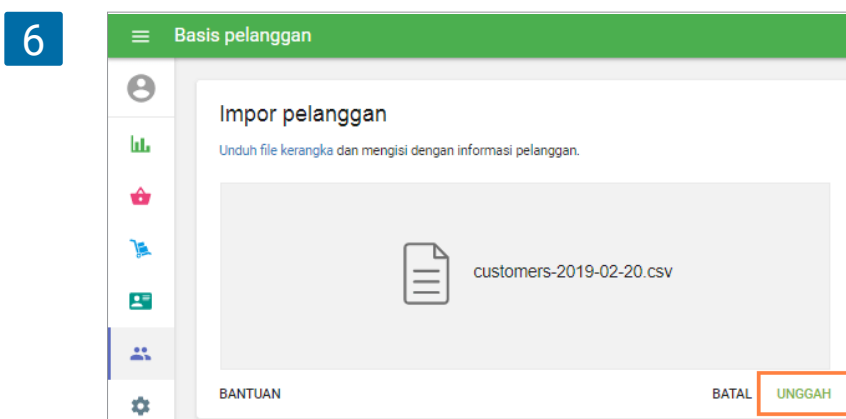 6
Basis pelanggan
Impor pelanggan
Unduh file kerangka dan mengisi dengan informasi pelanggan.
customers-2019-02-20.csv
BANTUAN BATAL UNGGAH